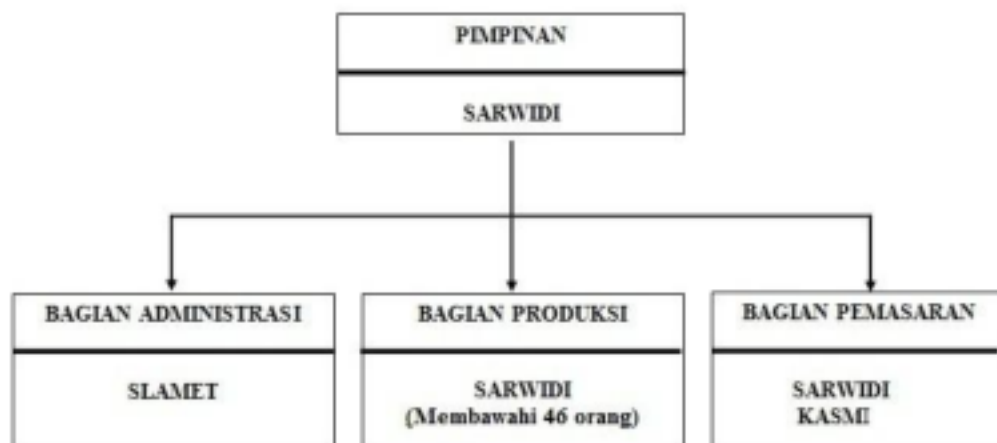 PIMPINAN
SARWIDI
BAGIAN ADMINISTRASI
SLAMET
BAGIAN PRODUKSI
SARWIDI
(Membawahi 46 orang)
BAGIAN PEMASARAN
SARWIDI
KASMI